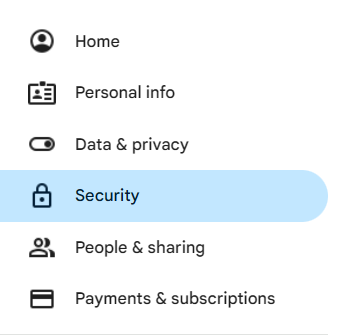 Home
Personal info
Data & privacy
Security
People & sharing
Payments & subscriptions